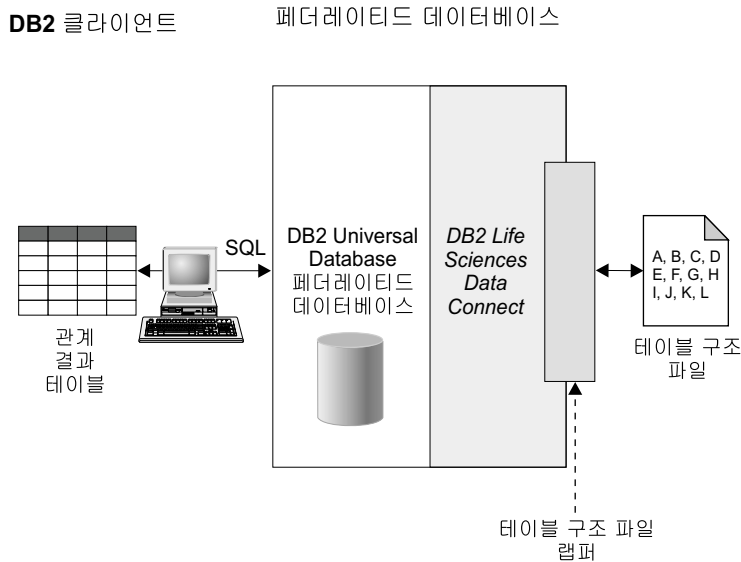 DB2 클라이언트
페더레이티드 데이터베이스
SQL
DB2 Universal
Database
페더레이티드
데이터베이스
DB2 Life
Sciences
Data
Connect
A, B, C, D
E, F, G, H
I, J, K, L
관계
결과
테이블
테이블 구조
파일
테이블 구조 파일
랩퍼